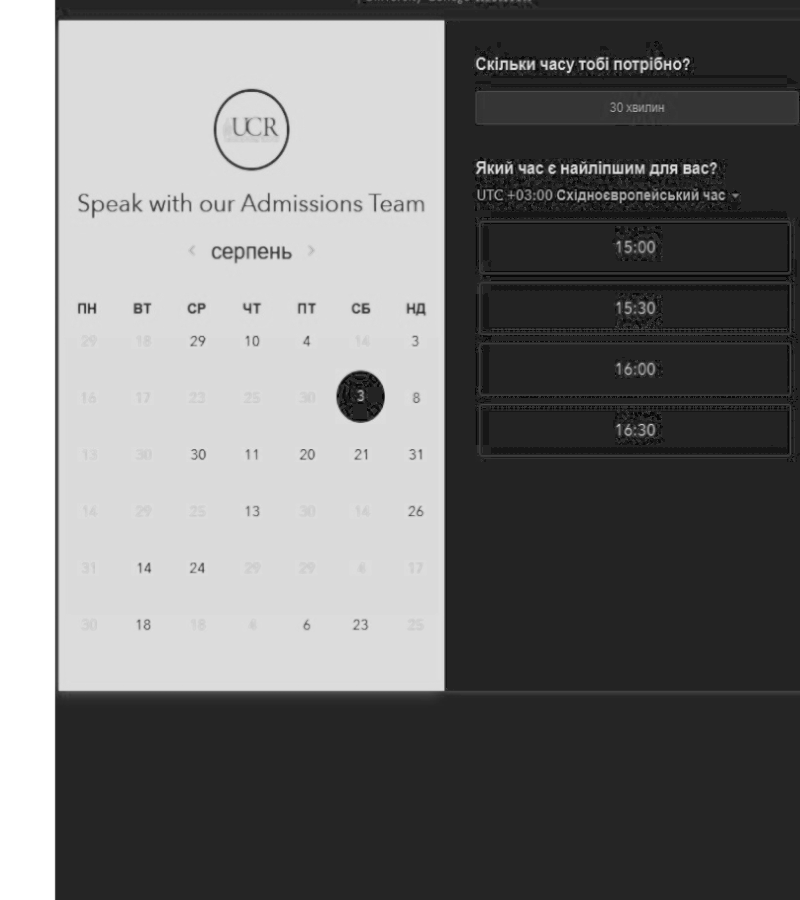 UCR
Speak with our Admissions Team
< серпень >
ПН ВТ СР ЧТ ПТ СБ НД
29 18 29 10 4 14 3
16 17 23 25 30 3 8
13 30 30 11 20 21 31
14 29 25 13 30 14 26
31 14 24 29 29 6 17
30 18 18 4 6 23 25
Скільки часу тобі потрібно?
30 хвилин
Який час є найліпшим для вас?
UTC +03:00 Східноєвропейський час
15:00
15:30
16:00
16:30